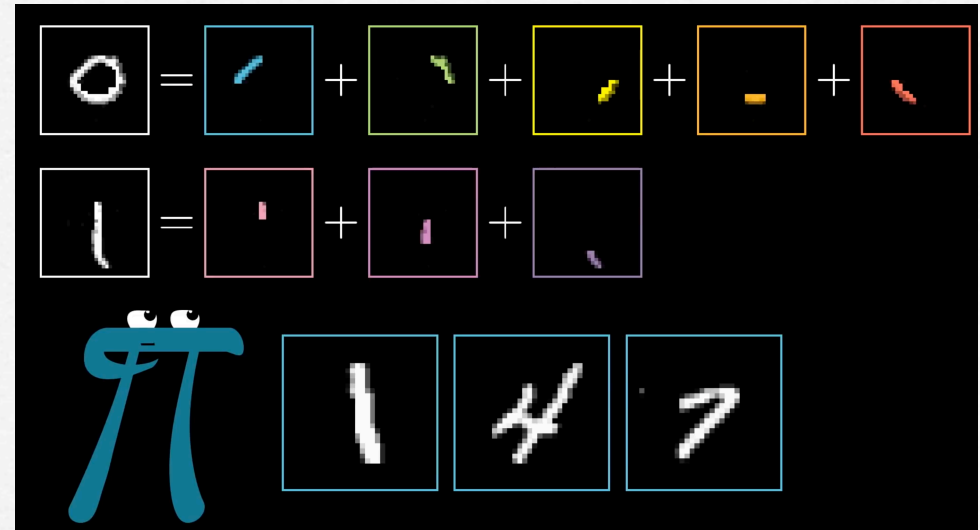 0 = + + + +
1 = + +
1 4 7